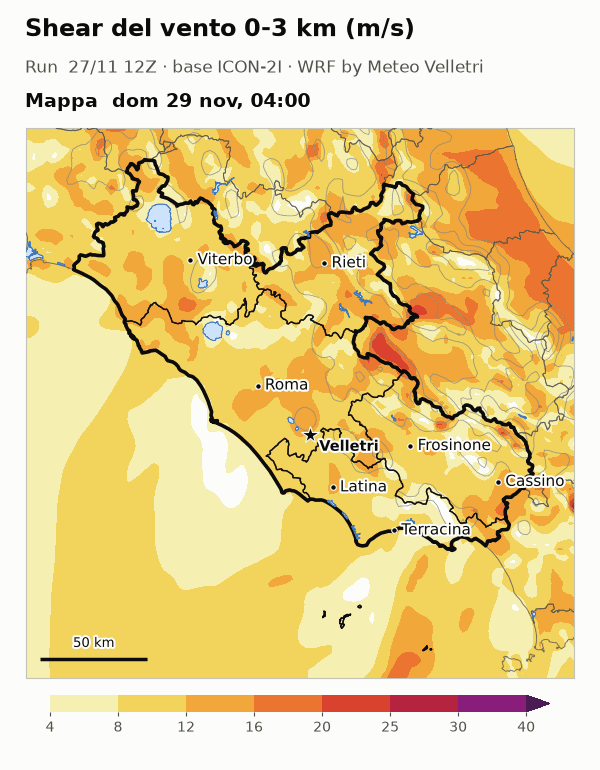 Shear del vento 0-3 km (m/s)
Run  27/11 12Z · base ICON-2I · WRF by Meteo Velletri
Mappa  dom 29 nov, 04:00
Viterbo
Rieti
Roma
Velletri
Frosinone
Latina
Cassino
Terracina
50 km
4 8 12 16 20 25 30 40